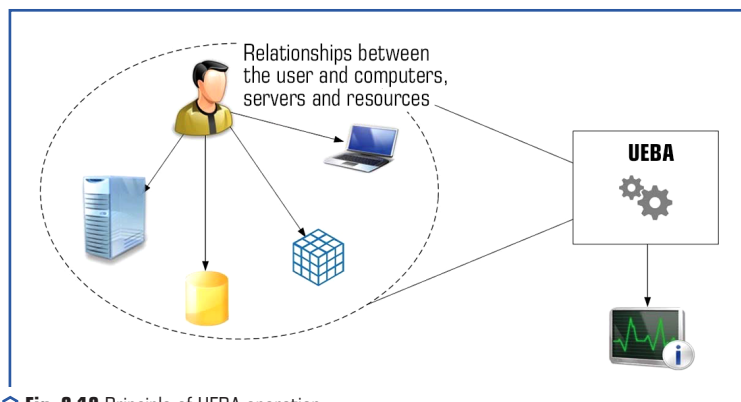 Relationships between
the user and computers,
servers and resources
UEBA
i
Principle of UEBA operation